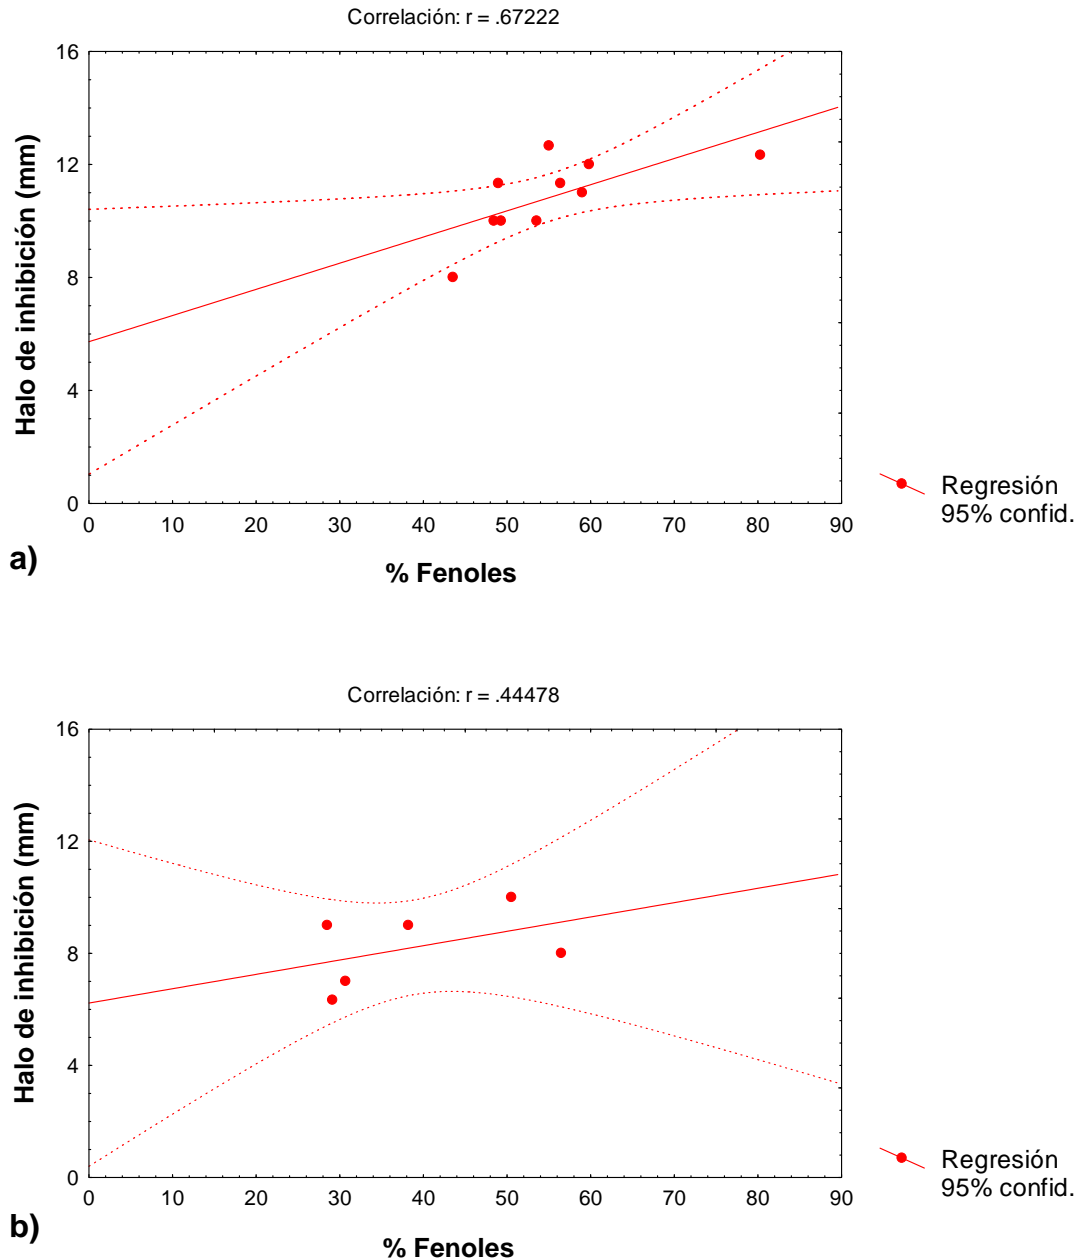 Correlación: r = .67222
16
12
8
4
0
Halo de inhibición (mm)
0 10 20 30 40 50 60 70 80 90
% Fenoles
Regresión
95% confid.
a)
Correlación: r = .44478
16
12
8
4
0
Halo de inhibición (mm)
0 10 20 30 40 50 60 70 80 90
% Fenoles
Regresión
95% confid.
b)